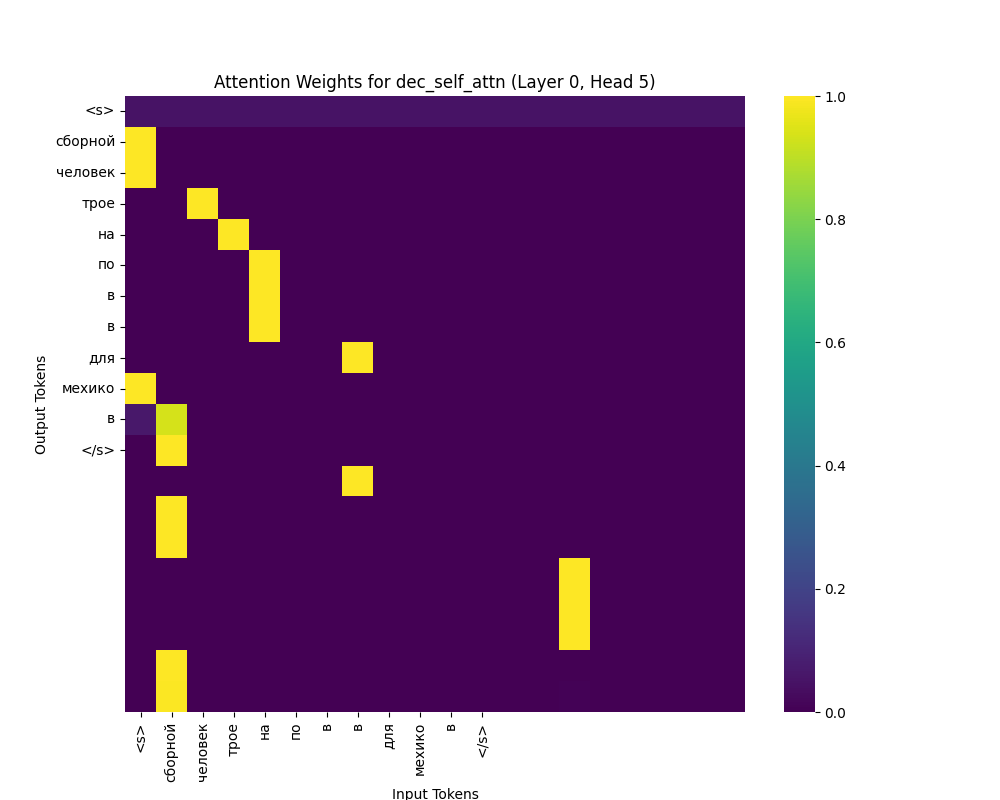 Attention Weights for dec_self_attn (Layer 0, Head 5)
<s>
сборной
человек
трое
на
по
в
в
для
мехико
в
</s>
Output Tokens
<s>
сборной
человек
трое
на
по
в
в
для
мехико
в
</s>
Input Tokens
1.0
0.8
0.6
0.4
0.2
0.0